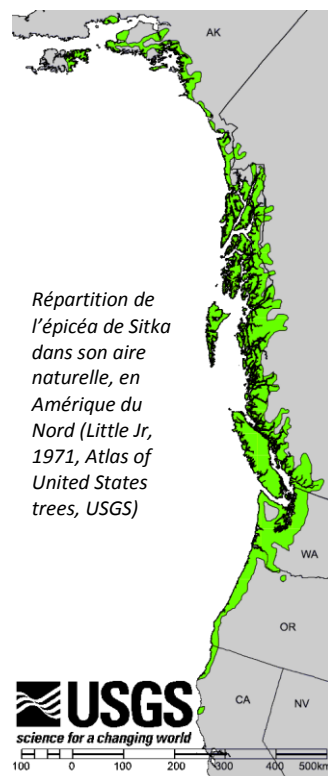 AK
Répartition de
l’épicéa de Sitka
dans son aire
naturelle, en
Amérique du
Nord (Little Jr,
1971, Atlas of
United States
trees, USGS)
WA
OR
CA
NV
USGS
science for a changing world
100 0 100 200 300 400 500km